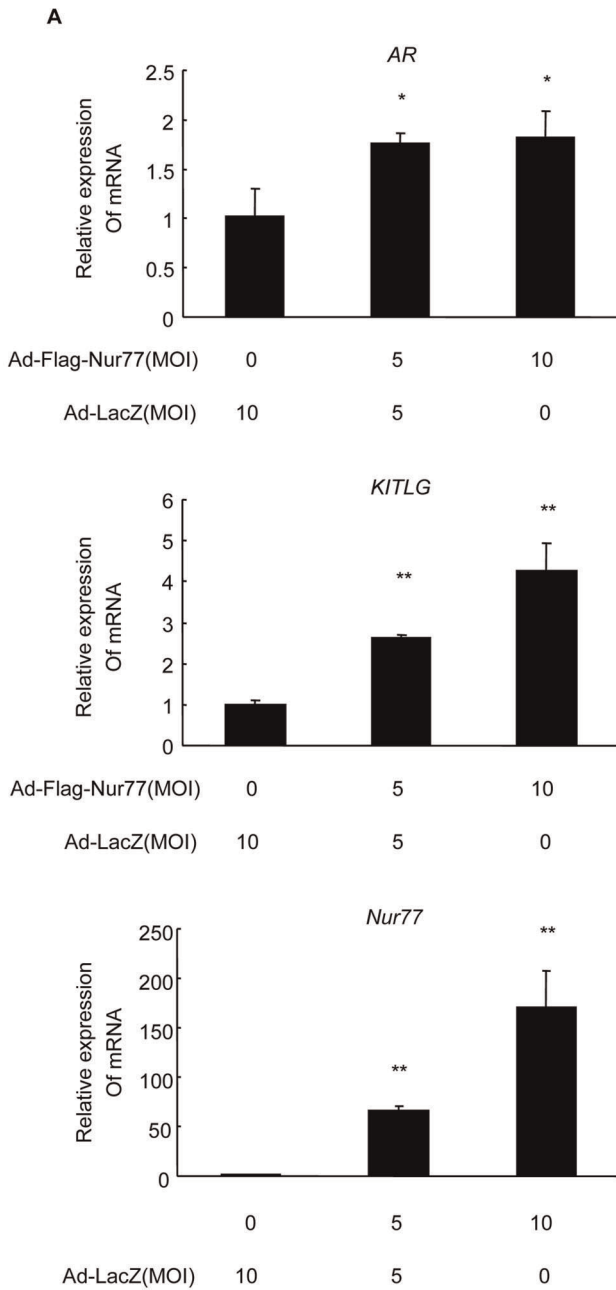 A
AR
Relative expression
Of mRNA
2.5
*
*
2
1.5
1
0.5
0
Ad-Flag-Nur77(MOI) 0 5 10
Ad-LacZ(MOI) 10 5 0
KITLG
Relative expression
Of mRNA
6
**
5
4
**
3
2
1
0
Ad-Flag-Nur77(MOI) 0 5 10
Ad-LacZ(MOI) 10 5 0
Nur77
Relative expression
Of mRNA
250
**
200
150
100
**
50
0
0 5 10
Ad-LacZ(MOI) 10 5 0